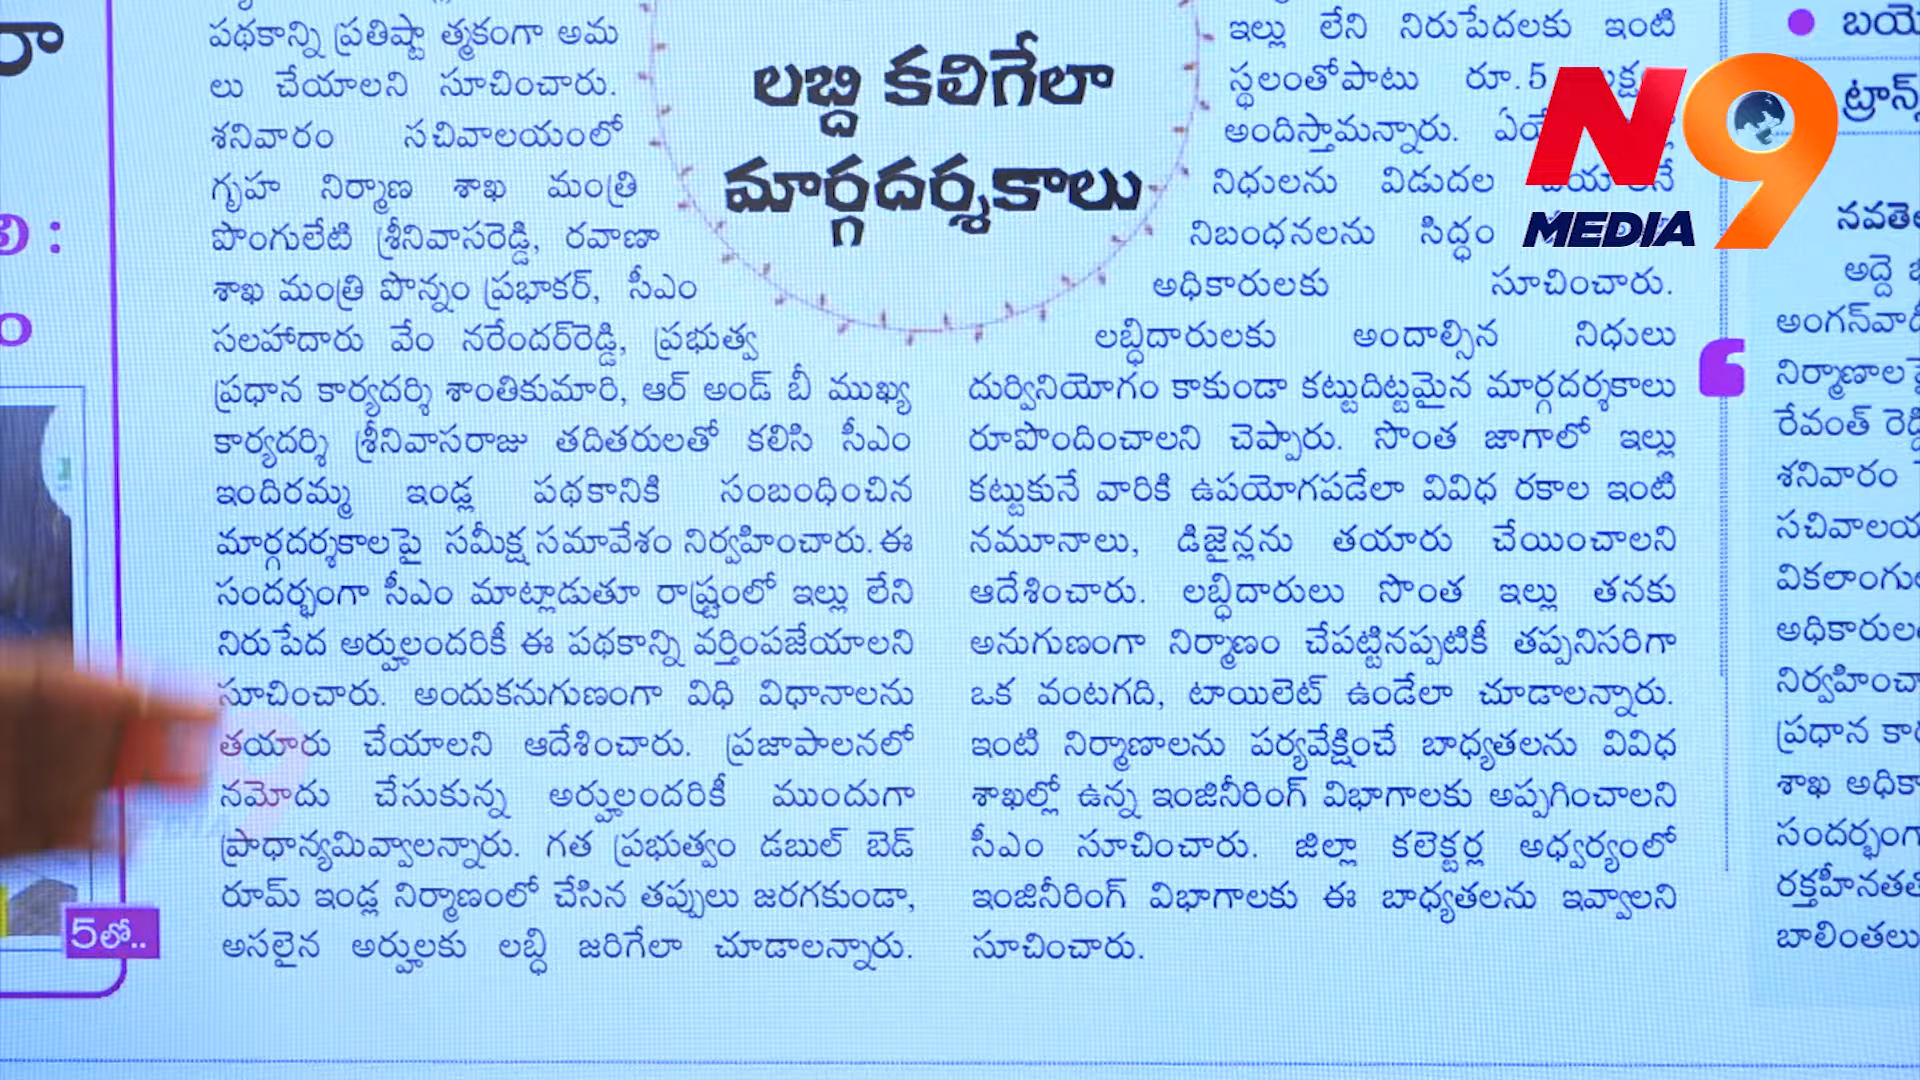 పథకాన్ని ప్రతిష్టా త్మకంగా అమ
లు చేయాలని సూచించారు.
శనివారం సచివాలయంలో
గృహ నిర్మాణ శాఖ మంత్రి
పొంగులేటి శ్రీనివాసరెడ్డి, రవాణా
శాఖ మంత్రి పొన్నం ప్రభాకర్, సీఎం
సలహాదారు వేం నరేందర్‌రెడ్డి, ప్రభుత్వ
ప్రధాన కార్యదర్శి శాంతికుమారి, ఆర్ అండ్ బీ ముఖ్య
కార్యదర్శి శ్రీనివాసరాజు తదితరులతో కలిసి సీఎం
ఇందిరమ్మ ఇండ్ల పథకానికి సంబంధించిన
మార్గదర్శకాలపై సమీక్ష సమావేశం నిర్వహించారు. ఈ
సందర్భంగా సీఎం మాట్లాడుతూ రాష్ట్రంలో ఇల్లు లేని
నిరుపేద అర్హులందరికీ ఈ పథకాన్ని వర్తింపజేయాలని
సూచించారు. అందుకనుగుణంగా విధి విధానాలను
తయారు చేయాలని ఆదేశించారు. ప్రజాపాలనలో
నమోదు చేసుకున్న అర్హులందరికీ ముందుగా
ప్రాధాన్యమివ్వాలన్నారు. గత ప్రభుత్వం డబుల్ బెడ్
రూమ్ ఇండ్ల నిర్మాణంలో చేసిన తప్పులు జరగకుండా,
అసలైన అర్హులకు లబ్ధి జరిగేలా చూడాలన్నారు.
లబ్ది కలిగేలా
మార్గదర్శకాలు
ఇల్లు లేని నిరుపేదలకు ఇంటి
స్థలంతోపాటు రూ.5
అందిస్తామన్నారు.
నిధులను విడుదల
నిబంధనలను సిద్ధం
అధికారులకు సూచించారు.
లబ్ధిదారులకు అందాల్సిన నిధులు
దుర్వినియోగం కాకుండా కట్టుదిట్టమైన మార్గదర్శకాలు
రూపొందించాలని చెప్పారు. సొంత జాగాలో ఇల్లు
కట్టుకునే వారికి ఉపయోగపడేలా వివిధ రకాల ఇంటి
నమూనాలు, డిజైన్లను తయారు చేయించాలని
ఆదేశించారు. లబ్ధిదారులు సొంత ఇల్లు తనకు
అనుగుణంగా నిర్మాణం చేపట్టినప్పటికీ తప్పనిసరిగా
ఒక వంటగది, టాయిలెట్ ఉండేలా చూడాలన్నారు.
ఇంటి నిర్మాణాలను పర్యవేక్షించే బాధ్యతలను వివిధ
శాఖల్లో ఉన్న ఇంజినీరింగ్ విభాగాలకు అప్పగించాలని
సీఎం సూచించారు. జిల్లా కలెక్టర్ల అధ్వర్యంలో
ఇంజినీరింగ్ విభాగాలకు ఈ బాధ్యతలను ఇవ్వాలని
సూచించారు.
5లో..
N9
MEDIA
అద్దె
నిర్మాణాల
రేవంత్
శనివారం
ప్రధాన
శాఖ
బాలింతలు